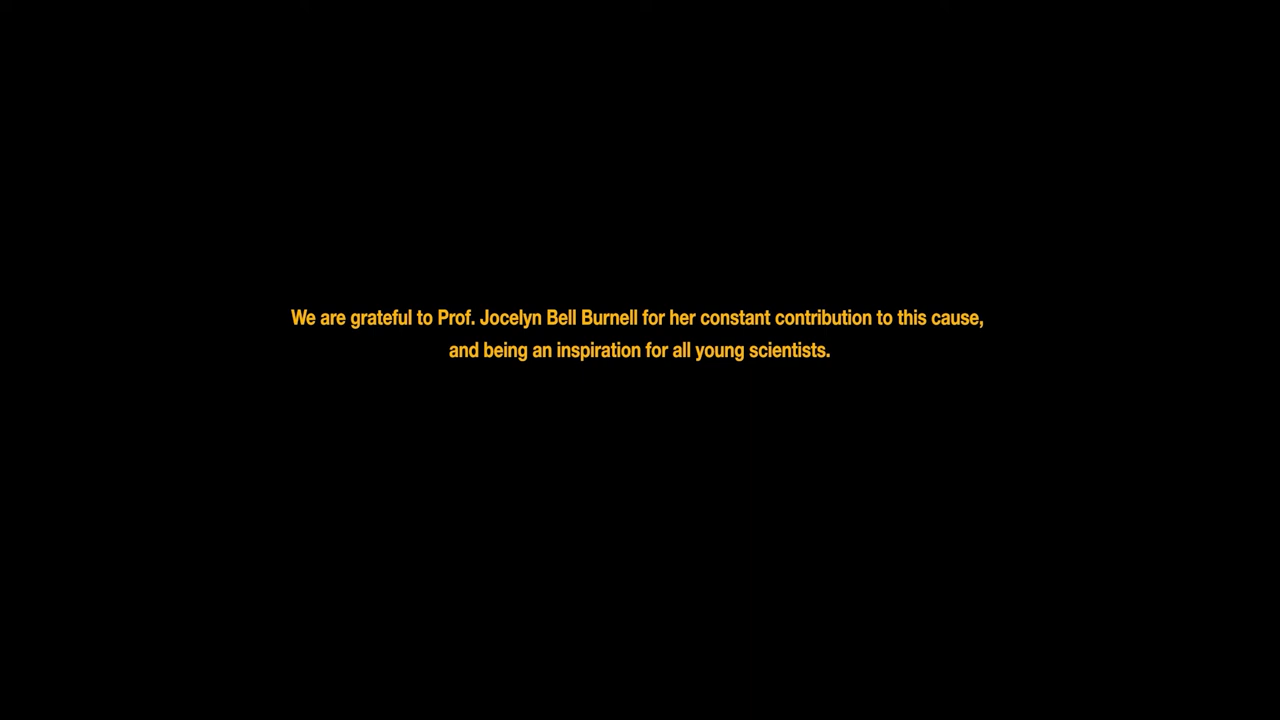 We are grateful to Prof. Jocelyn Bell Burnell for her constant contribution to this cause,
and being an inspiration for all young scientists.